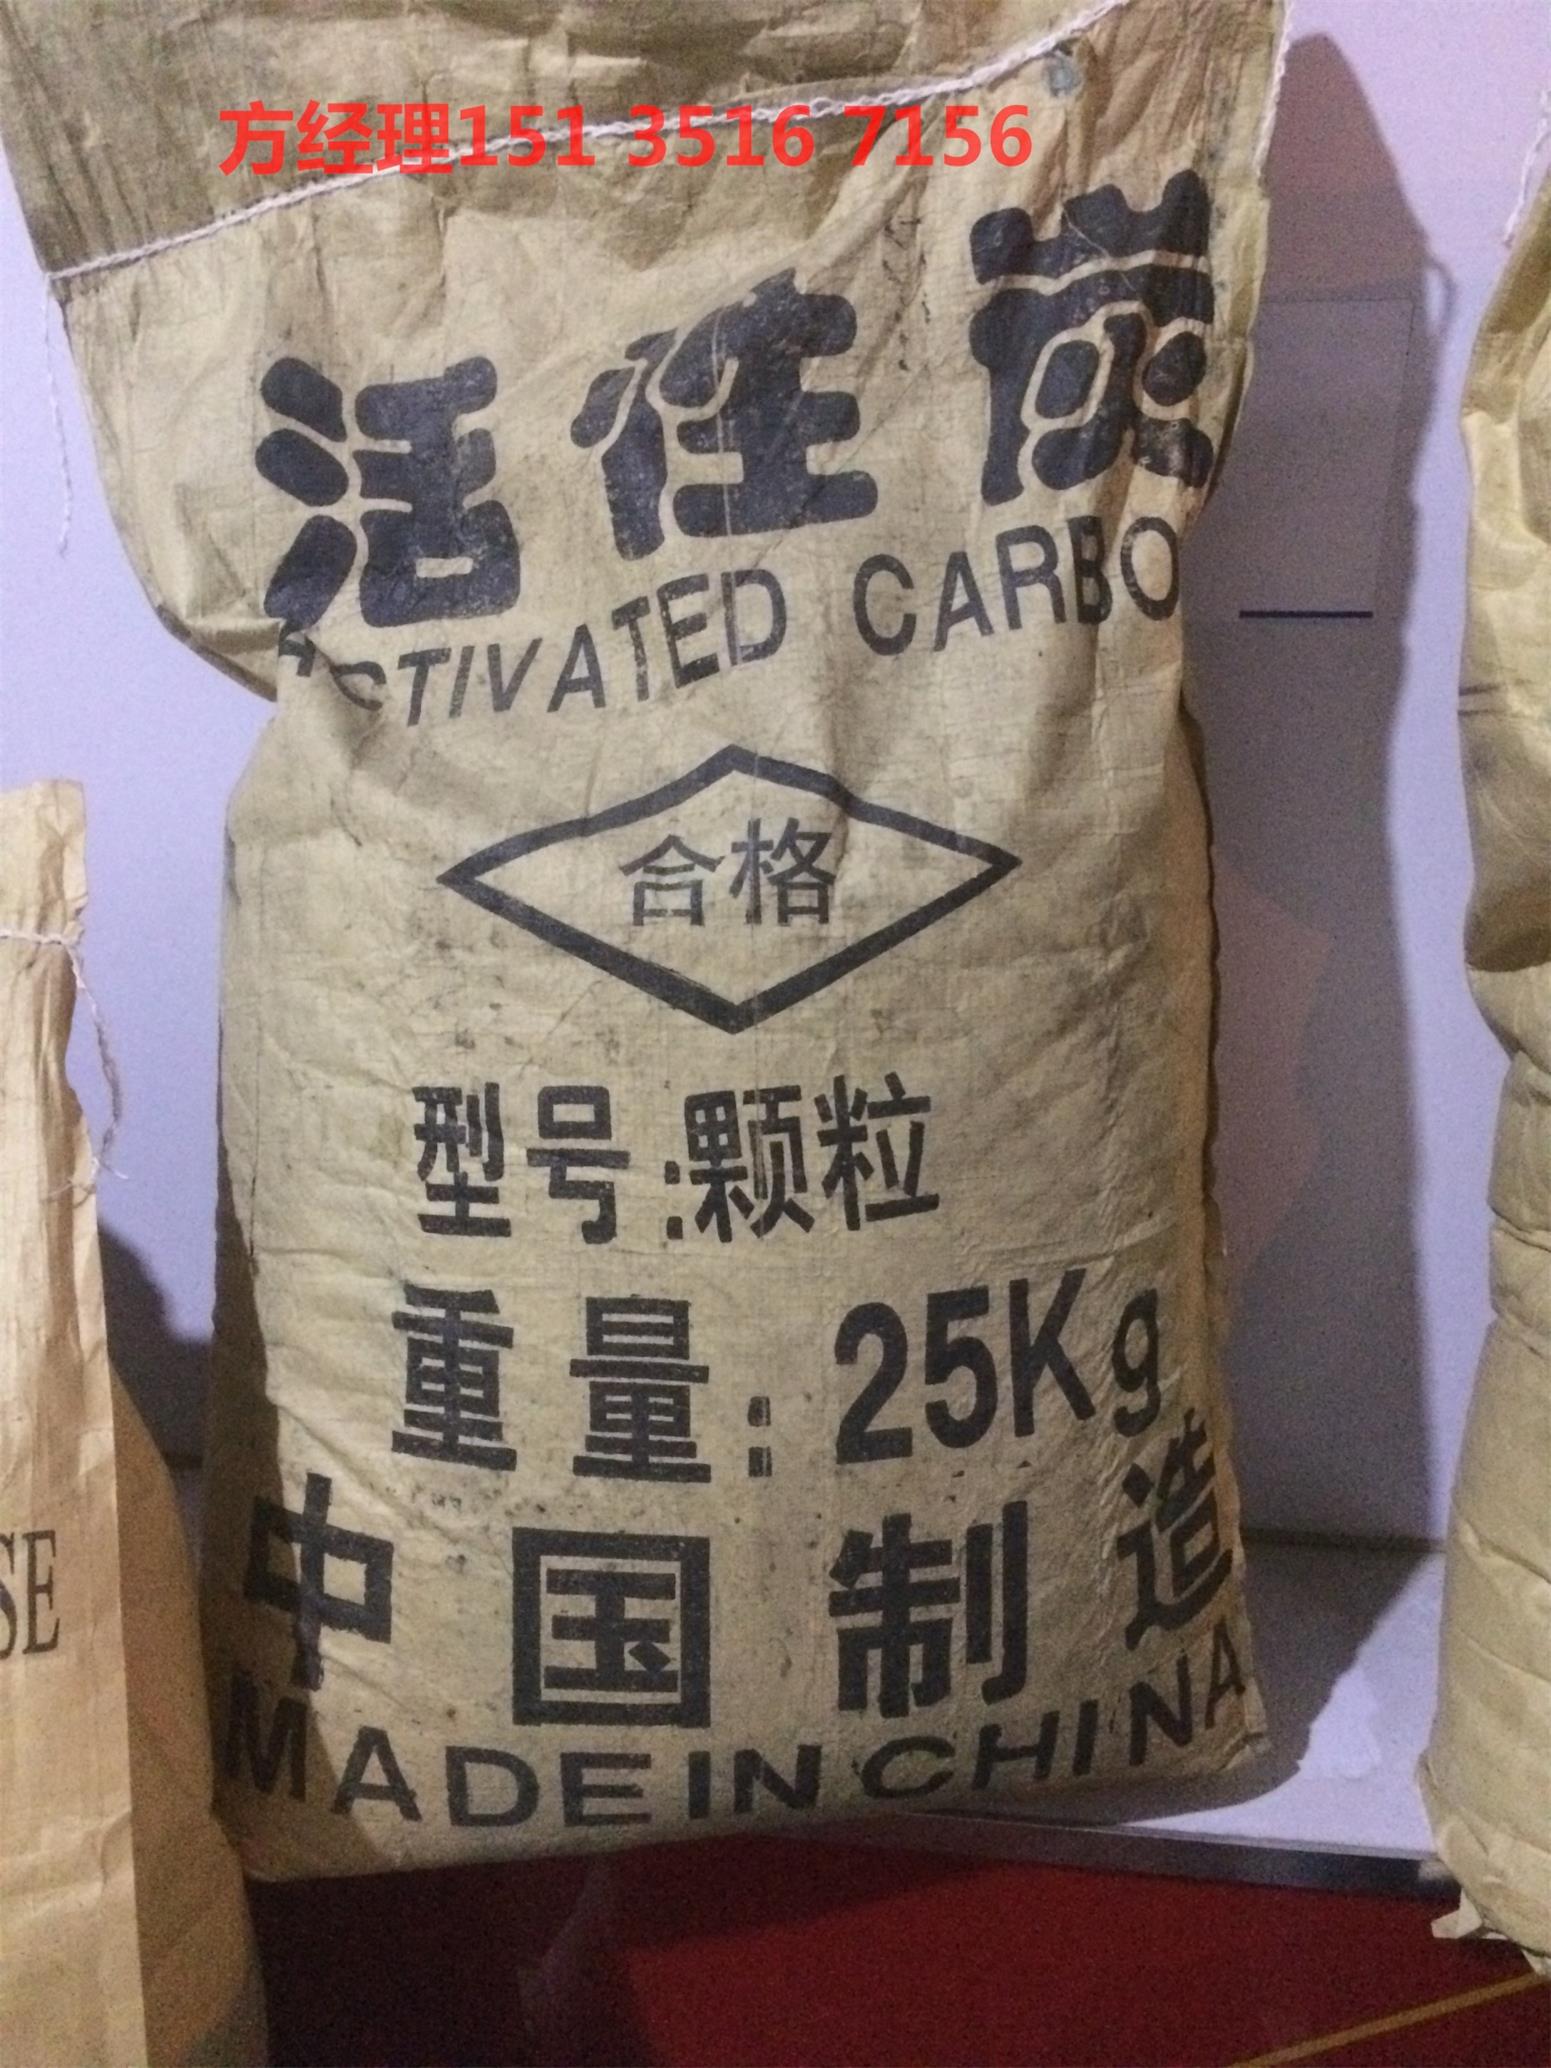 方经理151 3516 7156
活性炭
ACTIVATED CARBO
合格
型号:颗粒
重量:25Kg
中国制造
MADE IN CHINA
SE